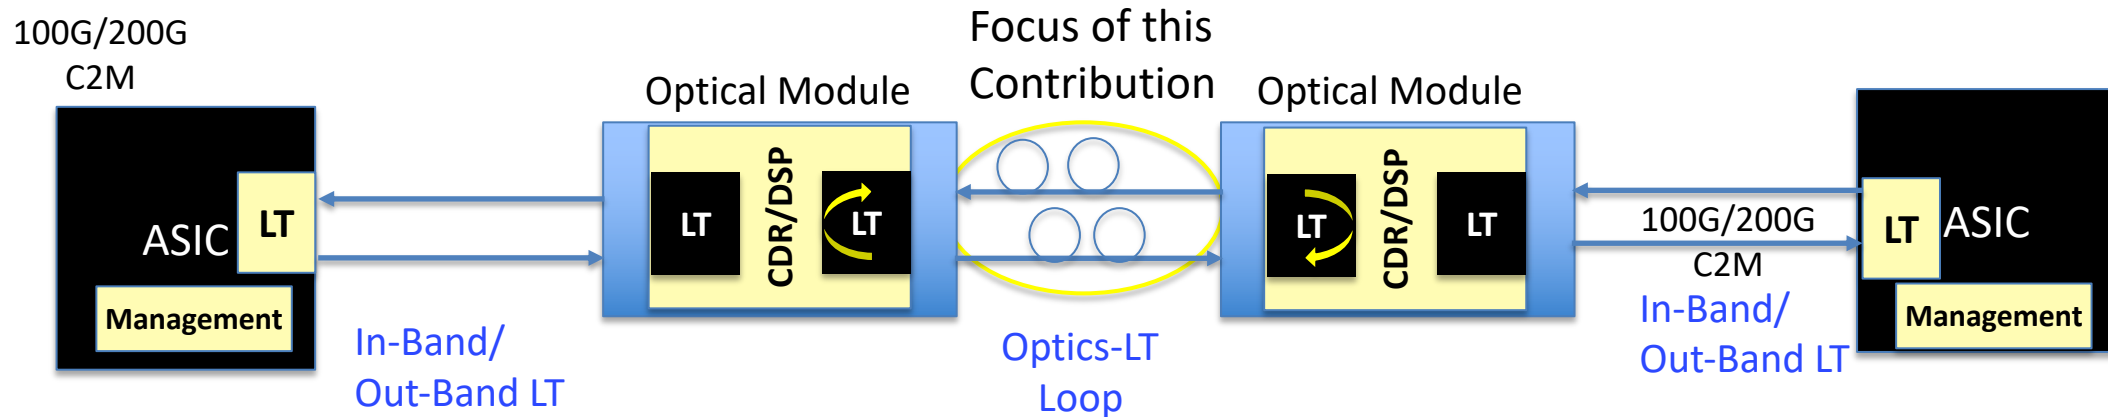 100G/200G
C2M
ASIC
LT
Management
In-Band/
Out-Band LT
Optical Module
LT
CDR/DSP
LT
Focus of this
Contribution
Optics-LT
Loop
Optical Module
LT
CDR/DSP
LT
100G/200G
C2M
In-Band/
Out-Band LT
LT
ASIC
Management